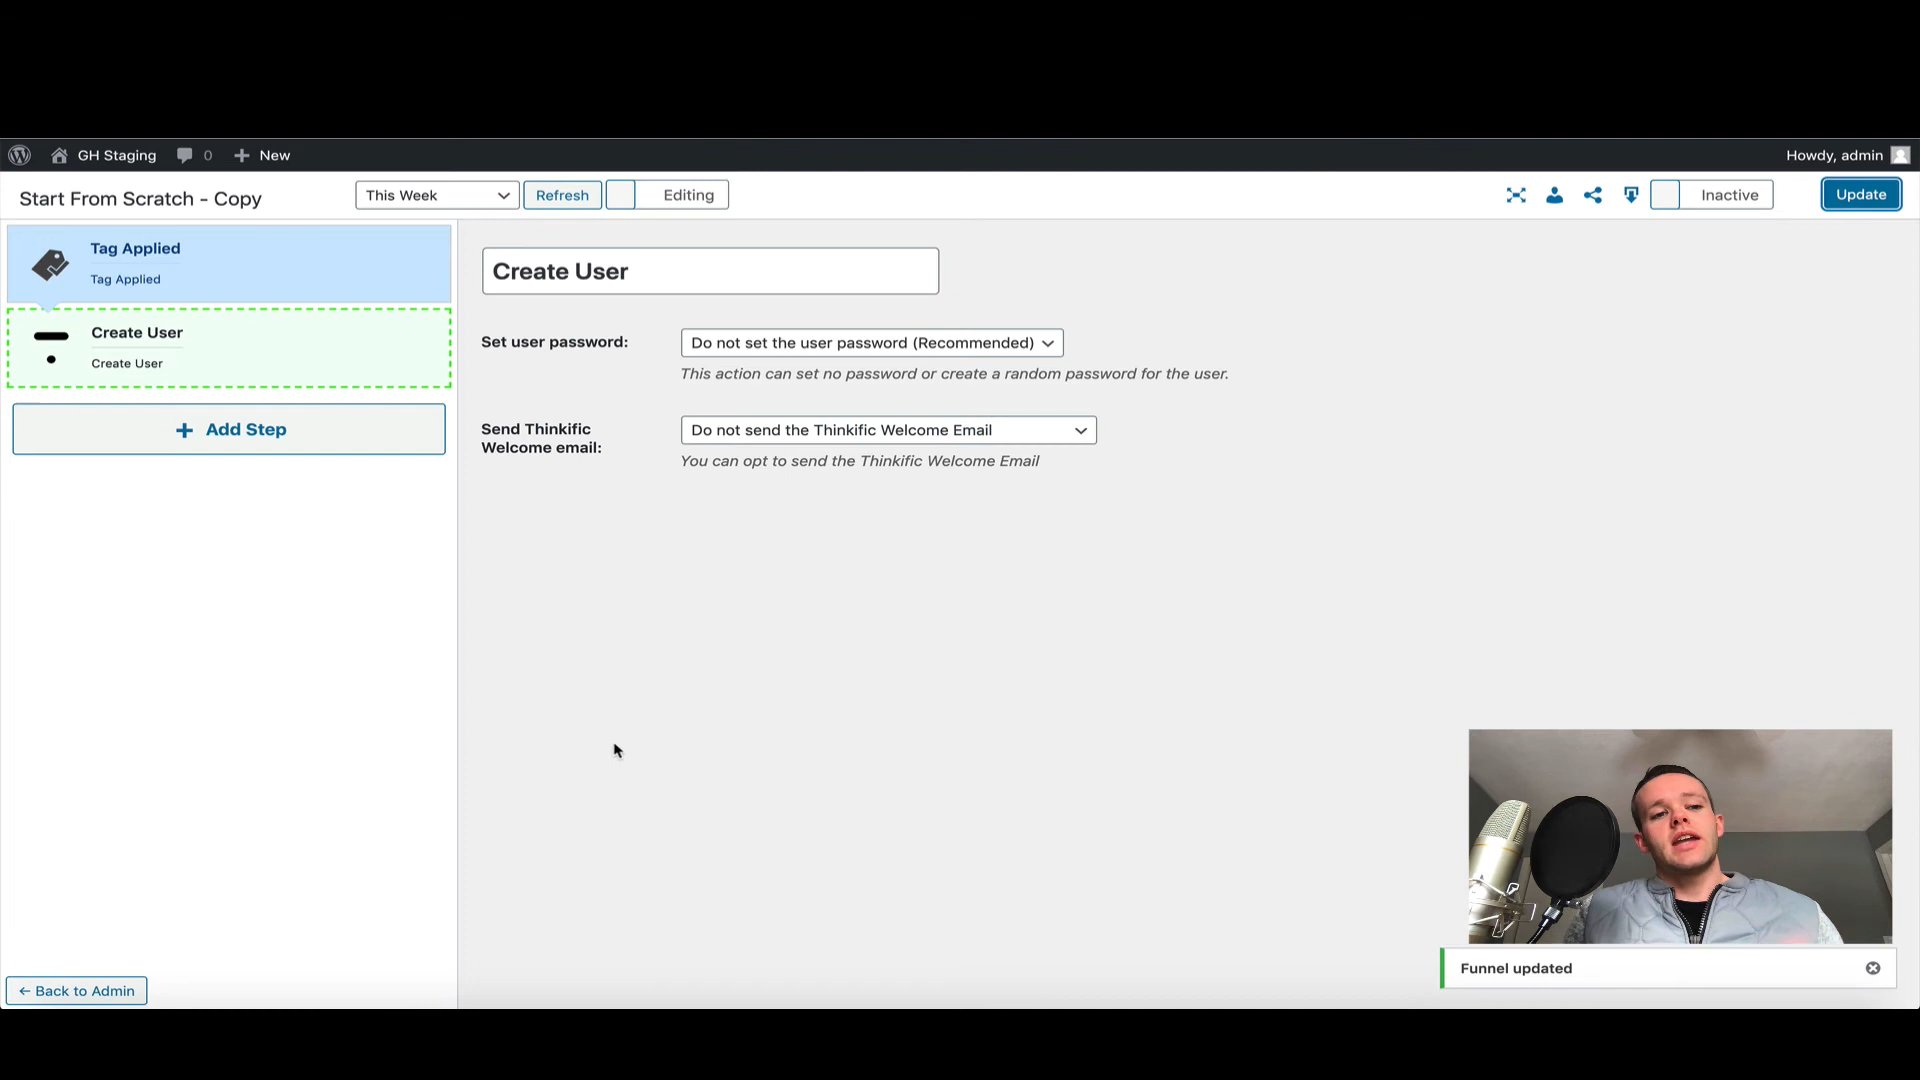 GH Staging
0
New
Howdy, admin
Start From Scratch - Copy
This Week
Refresh
Editing
Inactive
Update
Tag Applied
Tag Applied
Create User
Create User
+ Add Step
Create User
Set user password:
Do not set the user password (Recommended)
This action can set no password or create a random password for the user.
Send Thinkific
Welcome email:
Do not send the Thinkific Welcome Email
You can opt to send the Thinkific Welcome Email
Funnel updated
← Back to Admin